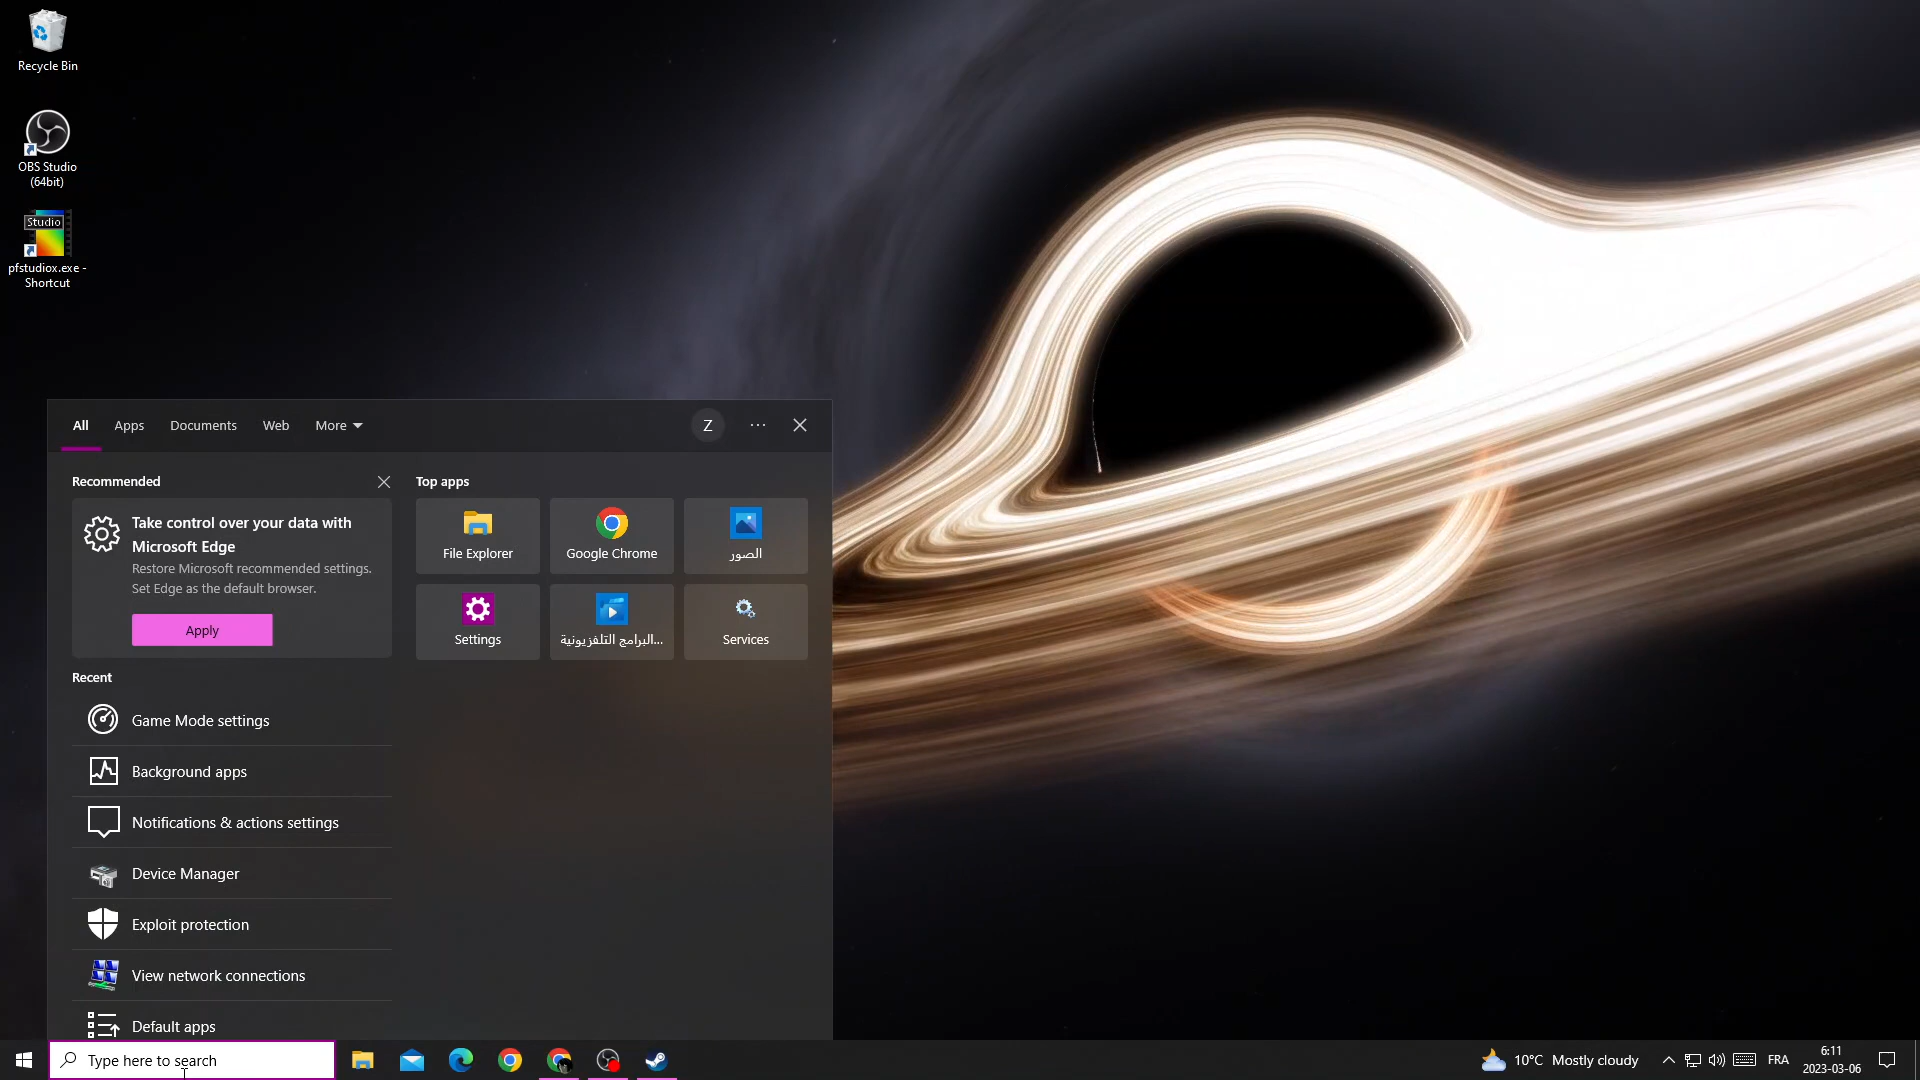 Recycle Bin
OBS Studio
(64bit)
Studio
pfstudiox.exe -
Shortcut
All
Apps
Documents
Web
More
Z
Recommended
Take control over your data with
Microsoft Edge
Restore Microsoft recommended settings.
Set Edge as the default browser.
Apply
Top apps
File Explorer
Google Chrome
الصور
Settings
البرامج التلفزيونية...
Services
Recent
Game Mode settings
Background apps
Notifications & actions settings
Device Manager
Exploit protection
View network connections
Default apps
Type here to search
10°C Mostly cloudy
FRA
6:11
2023-03-06